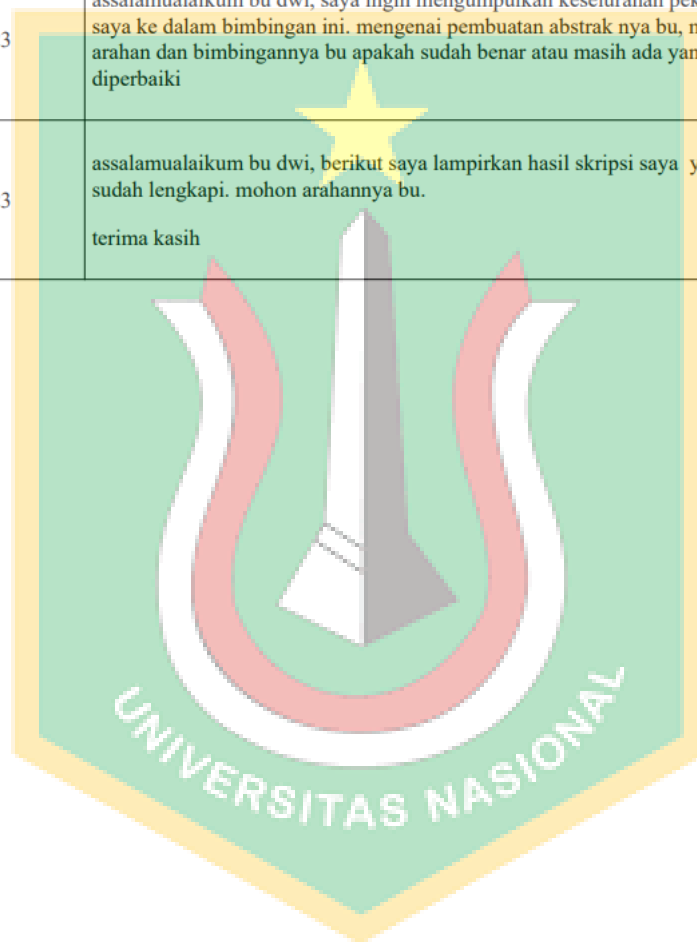 assalamualaikum bu dwi, saya ingin mengumpulkan keseluruhan
3
saya ke dalam bimbingan ini. mengenai pembuatan abstrak nya bu,
arahan dan bimbingannya bu apakah sudah benar atau masih ada
diperbaiki
assalamualaikum bu dwi, berikut saya lampirkan hasil skripsi saya
3
sudah lengkapi. mohon arahannya bu.
terima kasih
UNIVERSITAS NASIONAL